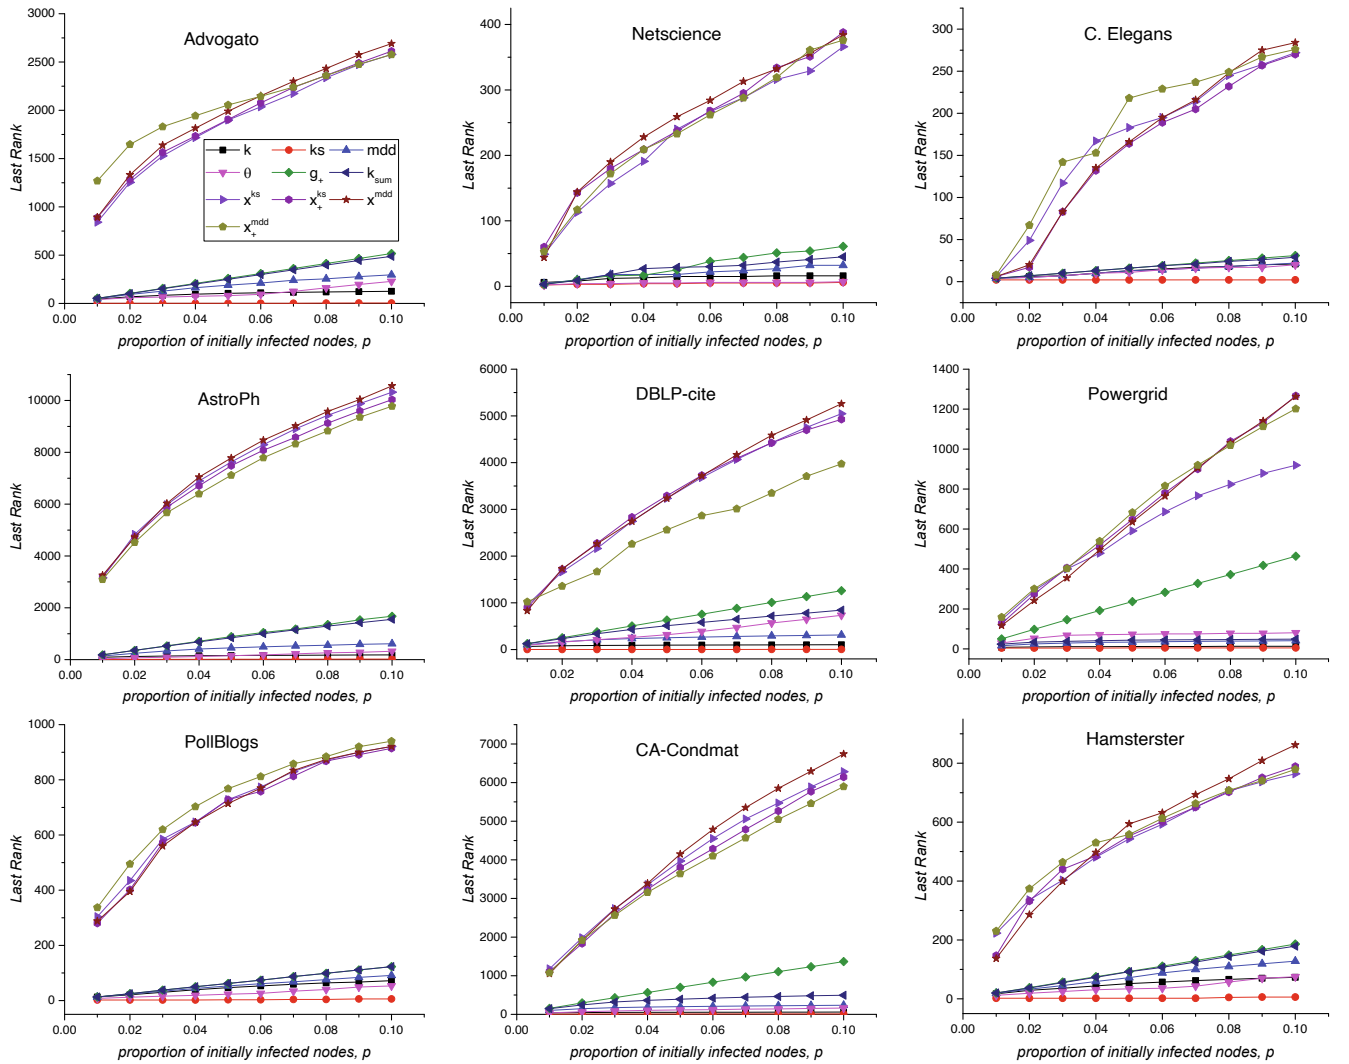 Advogato
Last Rank
3000
2500
2000
1500
1000
500
0
0.00 0.02 0.04 0.06 0.08 0.10
proportion of initially infected nodes, p
k ks mdd
θ g+ ksum
x^ks x+^ks x^mdd
x+^mdd
Netscience
Last Rank
400
300
200
100
0
0.00 0.02 0.04 0.06 0.08 0.10
proportion of initially infected nodes, p
C. Elegans
Last Rank
300
250
200
150
100
50
0
0.00 0.02 0.04 0.06 0.08 0.10
proportion of initially infected nodes, p
AstroPh
Last Rank
10000
8000
6000
4000
2000
0
0.00 0.02 0.04 0.06 0.08 0.10
proportion of initially infected nodes, p
DBLP-cite
Last Rank
6000
5000
4000
3000
2000
1000
0
0.02 0.04 0.06 0.08 0.10
proportion of initially infected nodes, p
Powergrid
Last Rank
1400
1200
1000
800
600
400
200
0
0.00 0.02 0.04 0.06 0.08 0.10
proportion of initially infected nodes, p
PollBlogs
Last Rank
1000
800
600
400
200
0
0.00 0.02 0.04 0.06 0.08 0.10
proportion of initially infected nodes, p
CA-Condmat
Last Rank
7000
6000
5000
4000
3000
2000
1000
0
0.00 0.02 0.04 0.06 0.08 0.10
proportion of initially infected nodes, p
Hamsterster
Last Rank
800
600
400
200
0
0.00 0.02 0.04 0.06 0.08 0.10
proportion of initially infected nodes, p